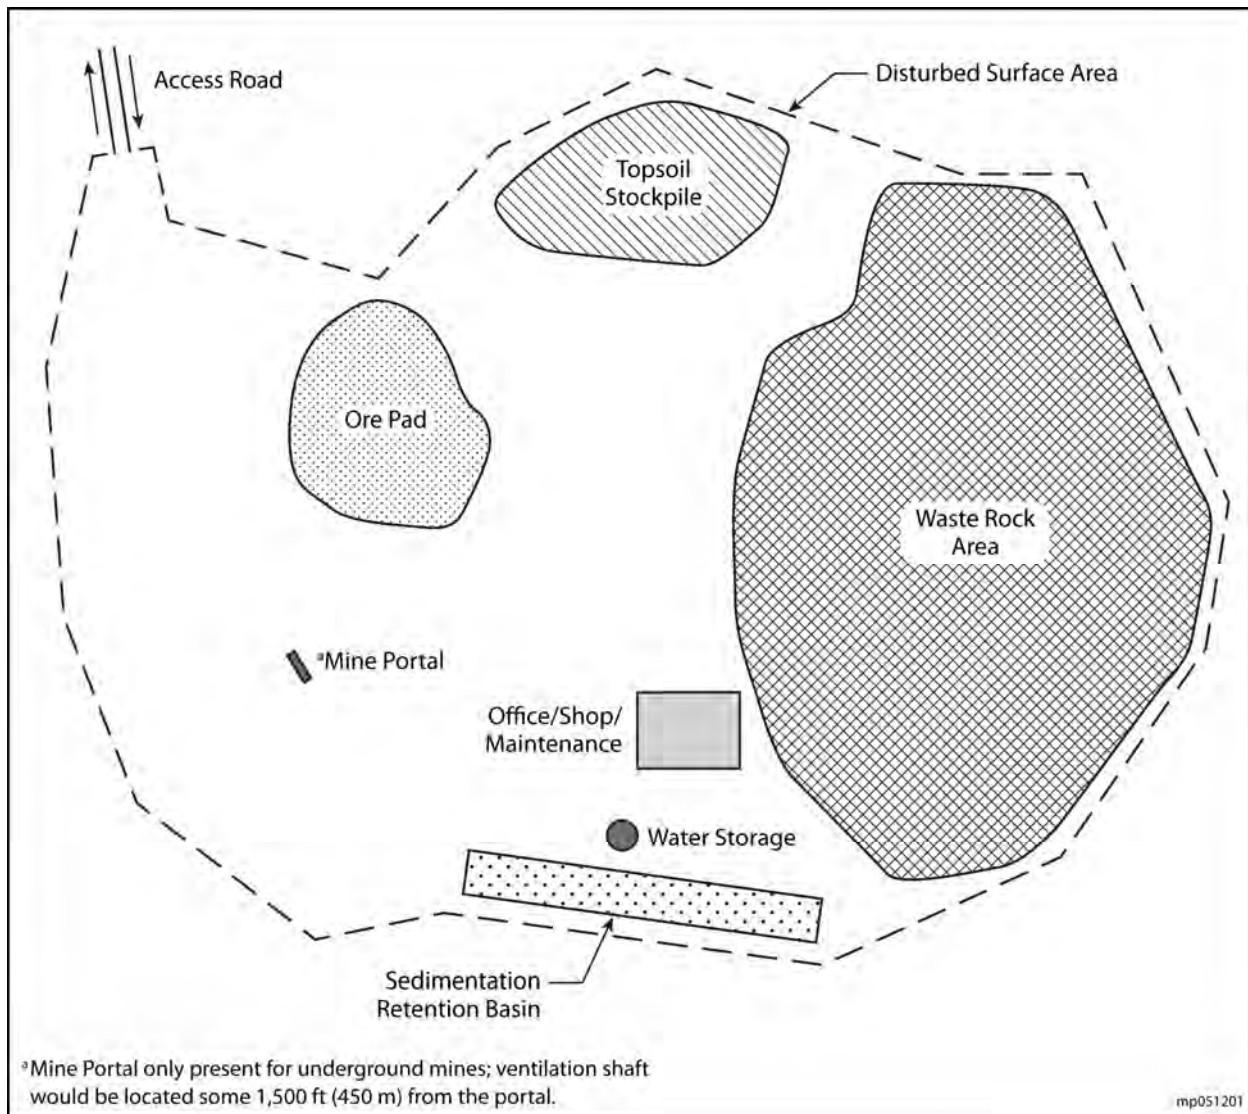 Access Road
Disturbed Surface Area
Topsoil
Stockpile
Ore Pad
Waste Rock
Area
ᵃMine Portal
Office/Shop/
Maintenance
Water Storage
Sedimentation
Retention Basin
ᵃMine Portal only present for underground mines; ventilation shaft
would be located some 1,500 ft (450 m) from the portal.
mp051201